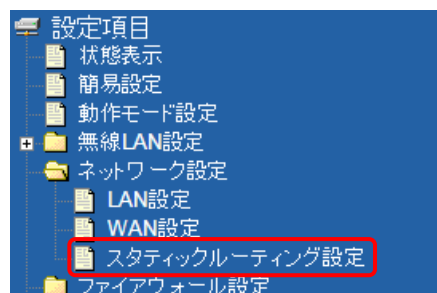 設定項目
状態表示
簡易設定
動作モード設定
無線LAN設定
ネットワーク設定
LAN設定
WAN設定
スタティックルーティング設定
ファイアウォール設定